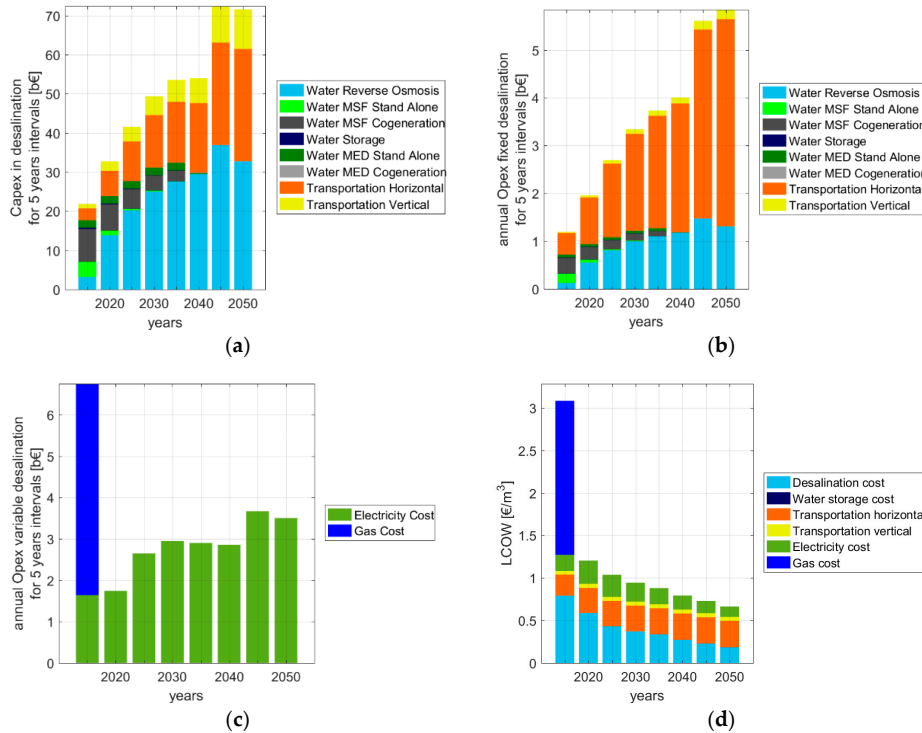 Capex in desalination
for 5 years intervals [b€]
70
60
50
40
30
20
10
0
2020
2030
2040
2050
years
Water Reverse Osmosis
Water MSF Stand Alone
Water MSF Cogeneration
Water Storage
Water MED Stand Alone
Water MED Cogeneration
Transportation Horizontal
Transportation Vertical
(a)
annual Opex fixed desalination
for 5 years intervals [b€]
5
4
3
2
1
0
2020
2030
2040
2050
years
Water Reverse Osmosis
Water MSF Stand Alone
Water MSF Cogeneration
Water Storage
Water MED Stand Alone
Water MED Cogeneration
Transportation Horizontal
Transportation Vertical
(b)
annual Opex variable desalination
for 5 years intervals [b€]
6
5
4
3
2
1
0
2020
2030
2040
2050
years
Electricity Cost
Gas Cost
(c)
LCOW [€/m³]
3
2.5
2
1.5
1
0.5
0
2020
2030
2040
2050
years
Desalination cost
Water storage cost
Transportation horizontal
Transportation vertical
Electricity cost
Gas cost
(d)